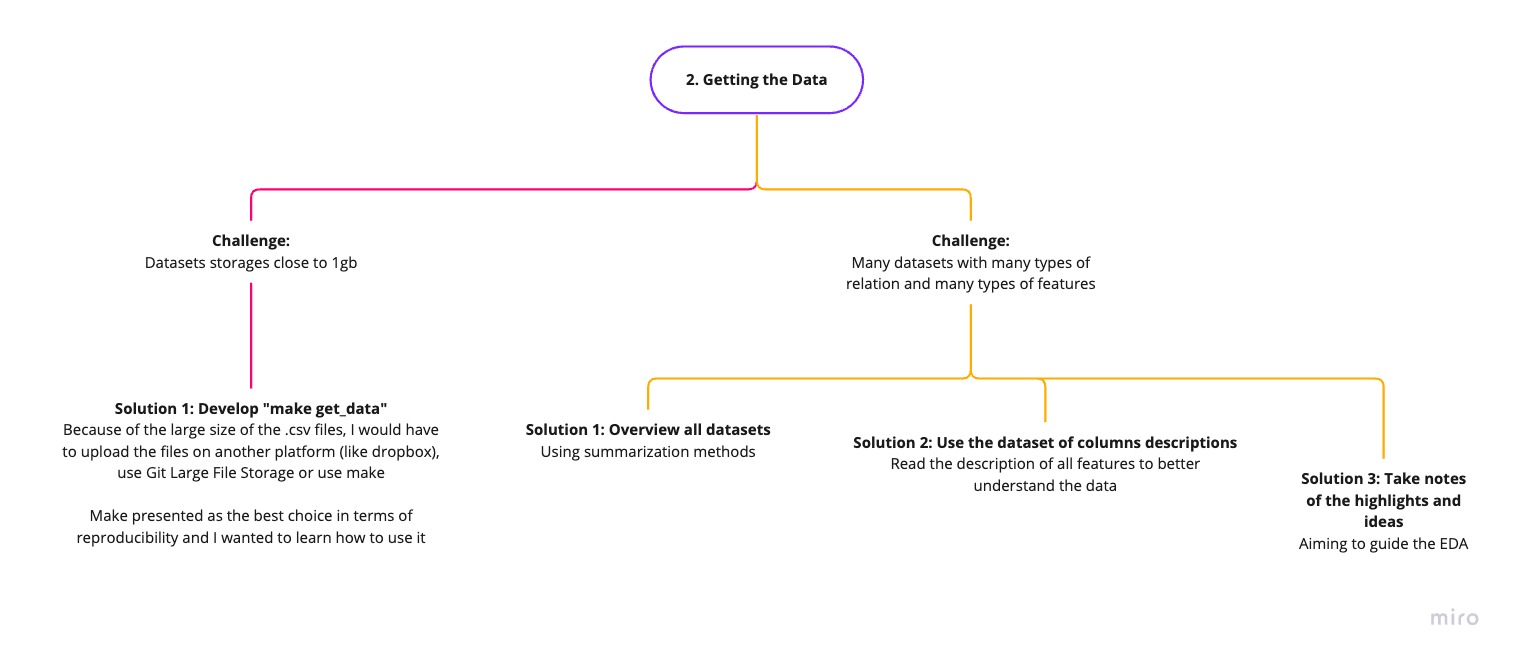 2. Getting the Data
Challenge:
Datasets storages close to 1gb
Challenge:
Many datasets with many types of
relation and many types of features
Solution 1: Develop "make get_data"
Because of the large size of the .csv files, I would have
to upload the files on another platform (like dropbox),
use Git Large File Storage or use make
Make presented as the best choice in terms of
reproducibility and I wanted to learn how to use it
Solution 1: Overview all datasets
Using summarization methods
Solution 2: Use the dataset of columns descriptions
Read the description of all features to better
understand the data
Solution 3: Take notes
of the highlights and
ideas
Aiming to guide the EDA
miro